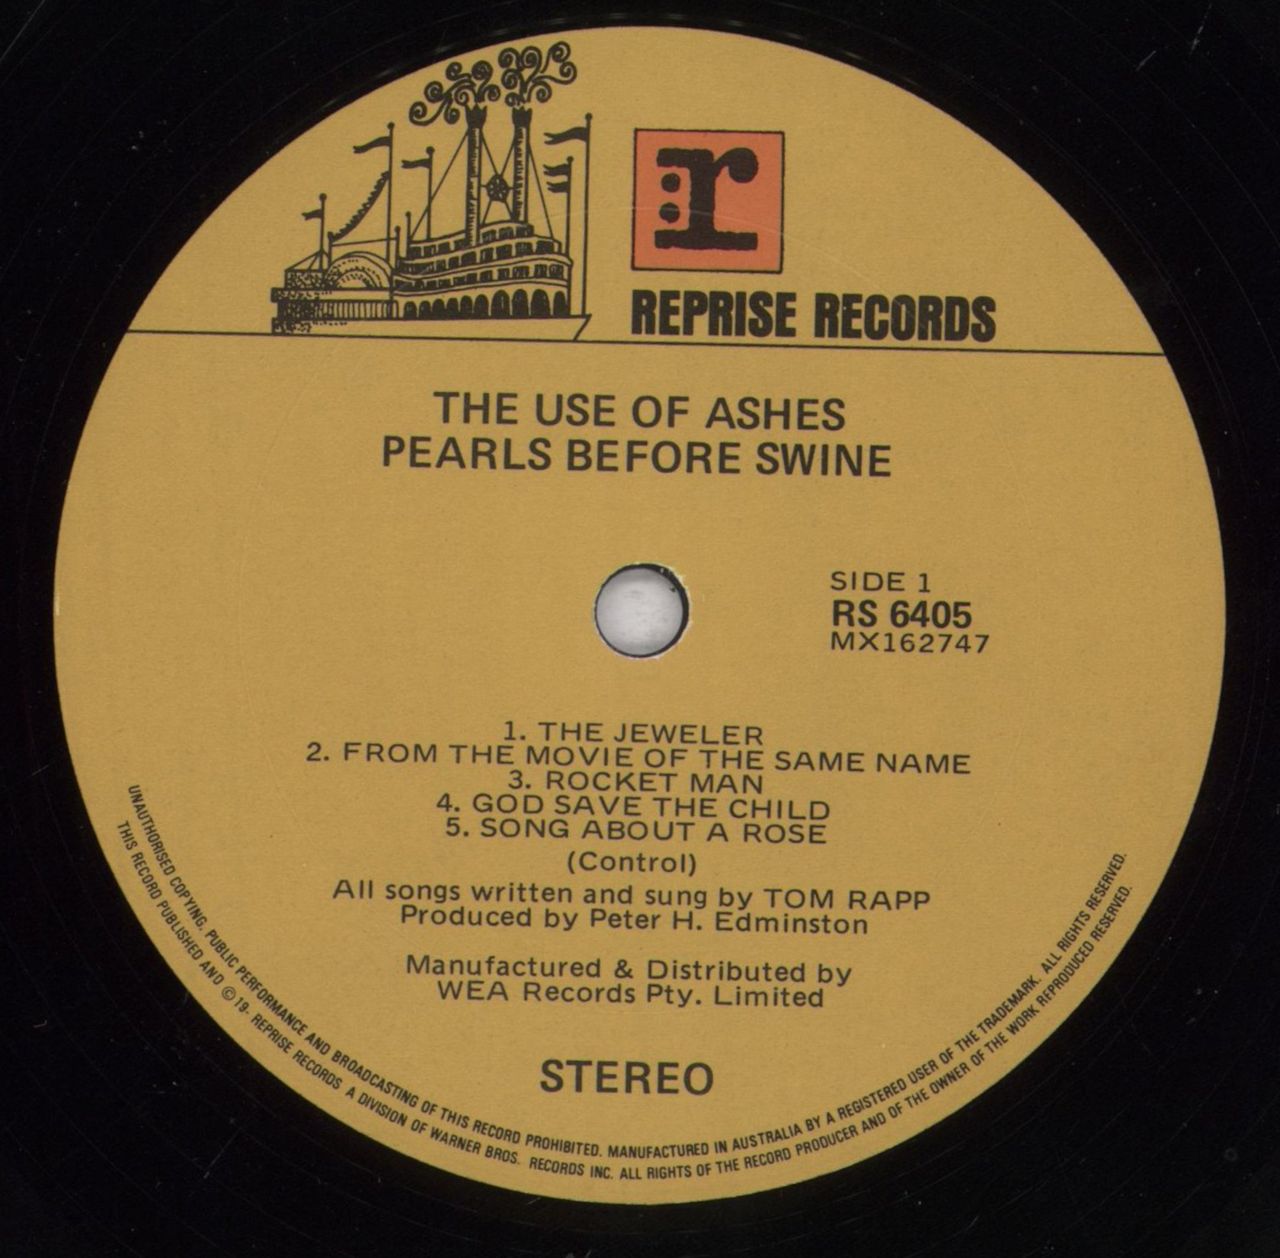 r:
REPRISE RECORDS
THE USE OF ASHES
PEARLS BEFORE SWINE
SIDE 1
RS 6405
MX162747
1. THE JEWELER
2. FROM THE MOVIE OF THE SAME NAME
3. ROCKET MAN
4. GOD SAVE THE CHILD
5. SONG ABOUT A ROSE
(Control)
All songs written and sung by TOM RAPP
Produced by Peter H. Edminston
Manufactured & Distributed by
WEA Records Pty. Limited
STEREO
UNAUTHORISED COPYING, PUBLIC PERFORMANCE AND BROADCASTING OF THIS RECORD PROHIBITED. MANUFACTURED IN AUSTRALIA BY A REGISTERED USER OF THE TRADEMARK. ALL RIGHTS RESERVED.
THIS RECORD PUBLISHED AND © 19- REPRISE RECORDS A DIVISION OF WARNER BROS. RECORDS INC. ALL RIGHTS OF THE RECORD PRODUCER AND OF THE OWNER OF THE WORK REPRODUCED RESERVED.